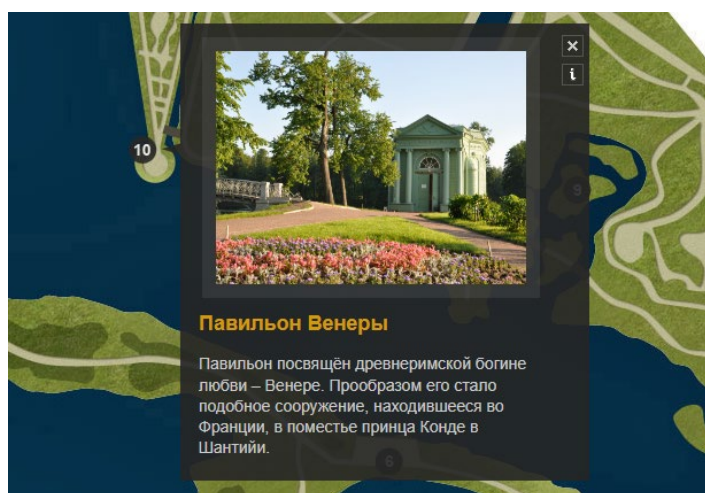 10
i
9
Павильон Венеры
Павильон посвящён древнеримской богине
любви – Венере. Прообразом его стало
подобное сооружение, находившееся во
Франции, в поместье принца Конде в
Шантийи.
6